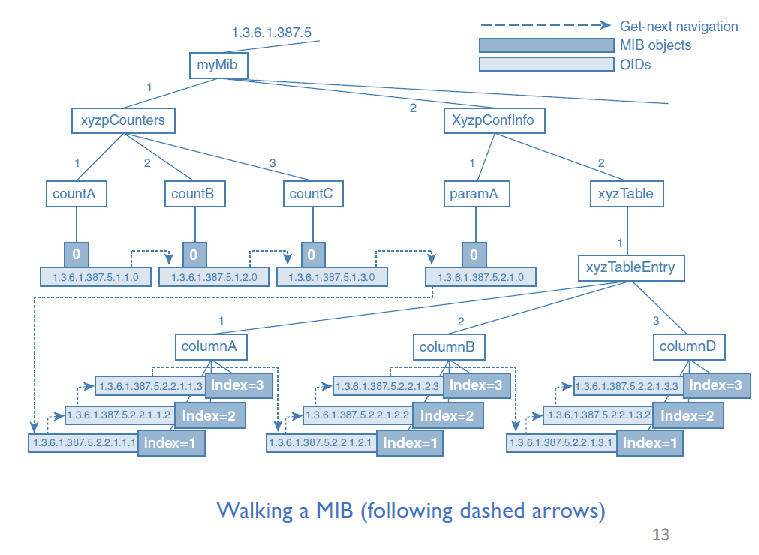 1.3.6.1.387.5
Get-next navigation
MIB objects
OIDs
myMib
1
2
xyzpCounters
XyzpConfInfo
1
2
3
1
2
countA
countB
countC
paramA
xyzTable
0
0
0
0
1
1.3.6.1.387.5.1.1.0
1.3.6.1.387.5.1.2.0
1.3.6.1.387.5.1.3.0
1.3.6.1.387.5.2.1.0
xyzTableEntry
1
2
3
columnA
columnB
columnD
1.3.6.1.387.5.2.2.1.1.3 Index=3
1.3.6.1.387.5.2.2.1.2.3 Index=3
1.3.6.1.387.5.2.2.1.3.3 Index=3
1.3.6.1.387.5.2.2.1.1.2 Index=2
1.3.6.1.387.5.2.2.1.2.2 Index=2
1.3.6.1.387.5.2.2.1.3.2 Index=2
1.3.6.1.387.5.2.2.1.1.1 Index=1
1.3.6.1.387.5.2.2.1.2.1 Index=1
1.3.6.1.387.5.2.2.1.3.1 Index=1
Walking a MIB (following dashed arrows)
13